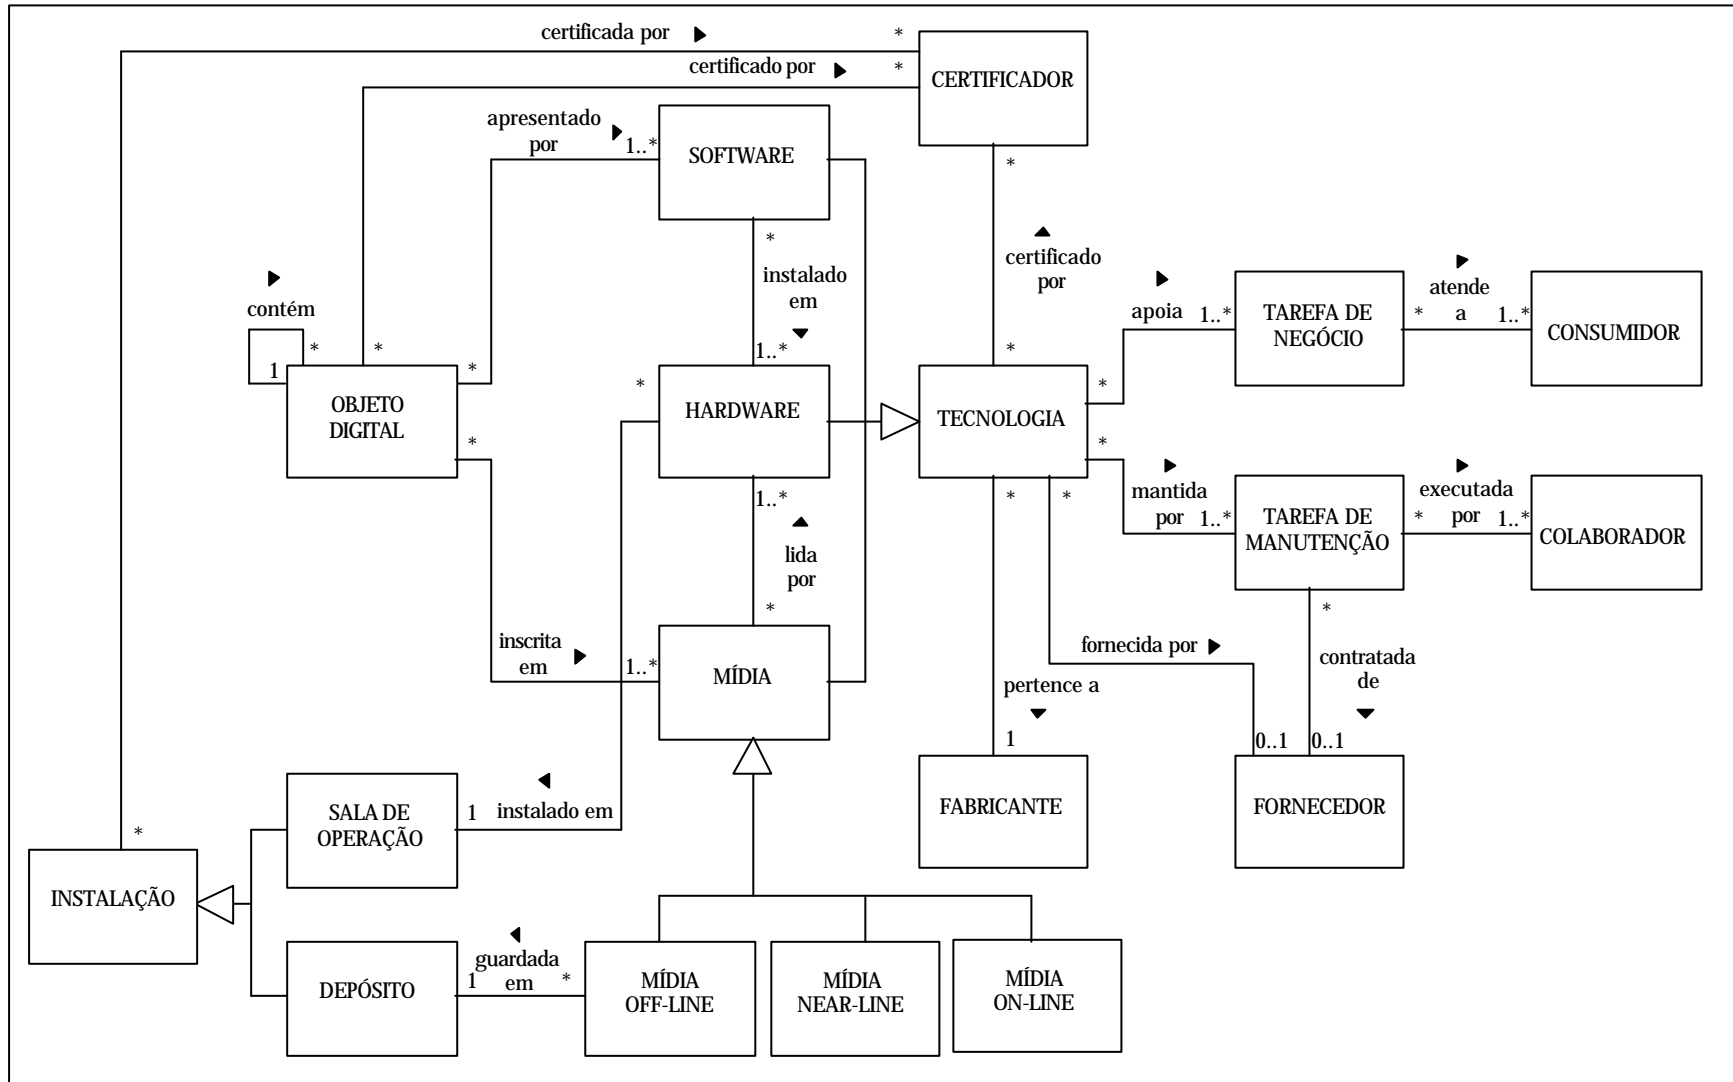 certificada por
*
certificado por
*
CERTIFICADOR
apresentado
por
1..*
SOFTWARE
*
*
instalado
em
1..*
certificado
por
*
contém
*
1
*
OBJETO
DIGITAL
*
*
*
HARDWARE
1..*
TECNOLOGIA
*
*
*
*
apoia
1..*
TAREFA DE
NEGÓCIO
*
atende
a
1..*
CONSUMIDOR
mantida
por
1..*
TAREFA DE
MANUTENÇÃO
*
executada
por
1..*
COLABORADOR
*
lida
por
*
inscrita
em
1..*
MÍDIA
fornecida por
contratada
de
pertence a
1
0..1
0..1
FABRICANTE
FORNECEDOR
SALA DE
OPERAÇÃO
1
instalado em
*
INSTALAÇÃO
DEPÓSITO
1
guardada
em
*
MÍDIA
OFF-LINE
MÍDIA
NEAR-LINE
MÍDIA
ON-LINE